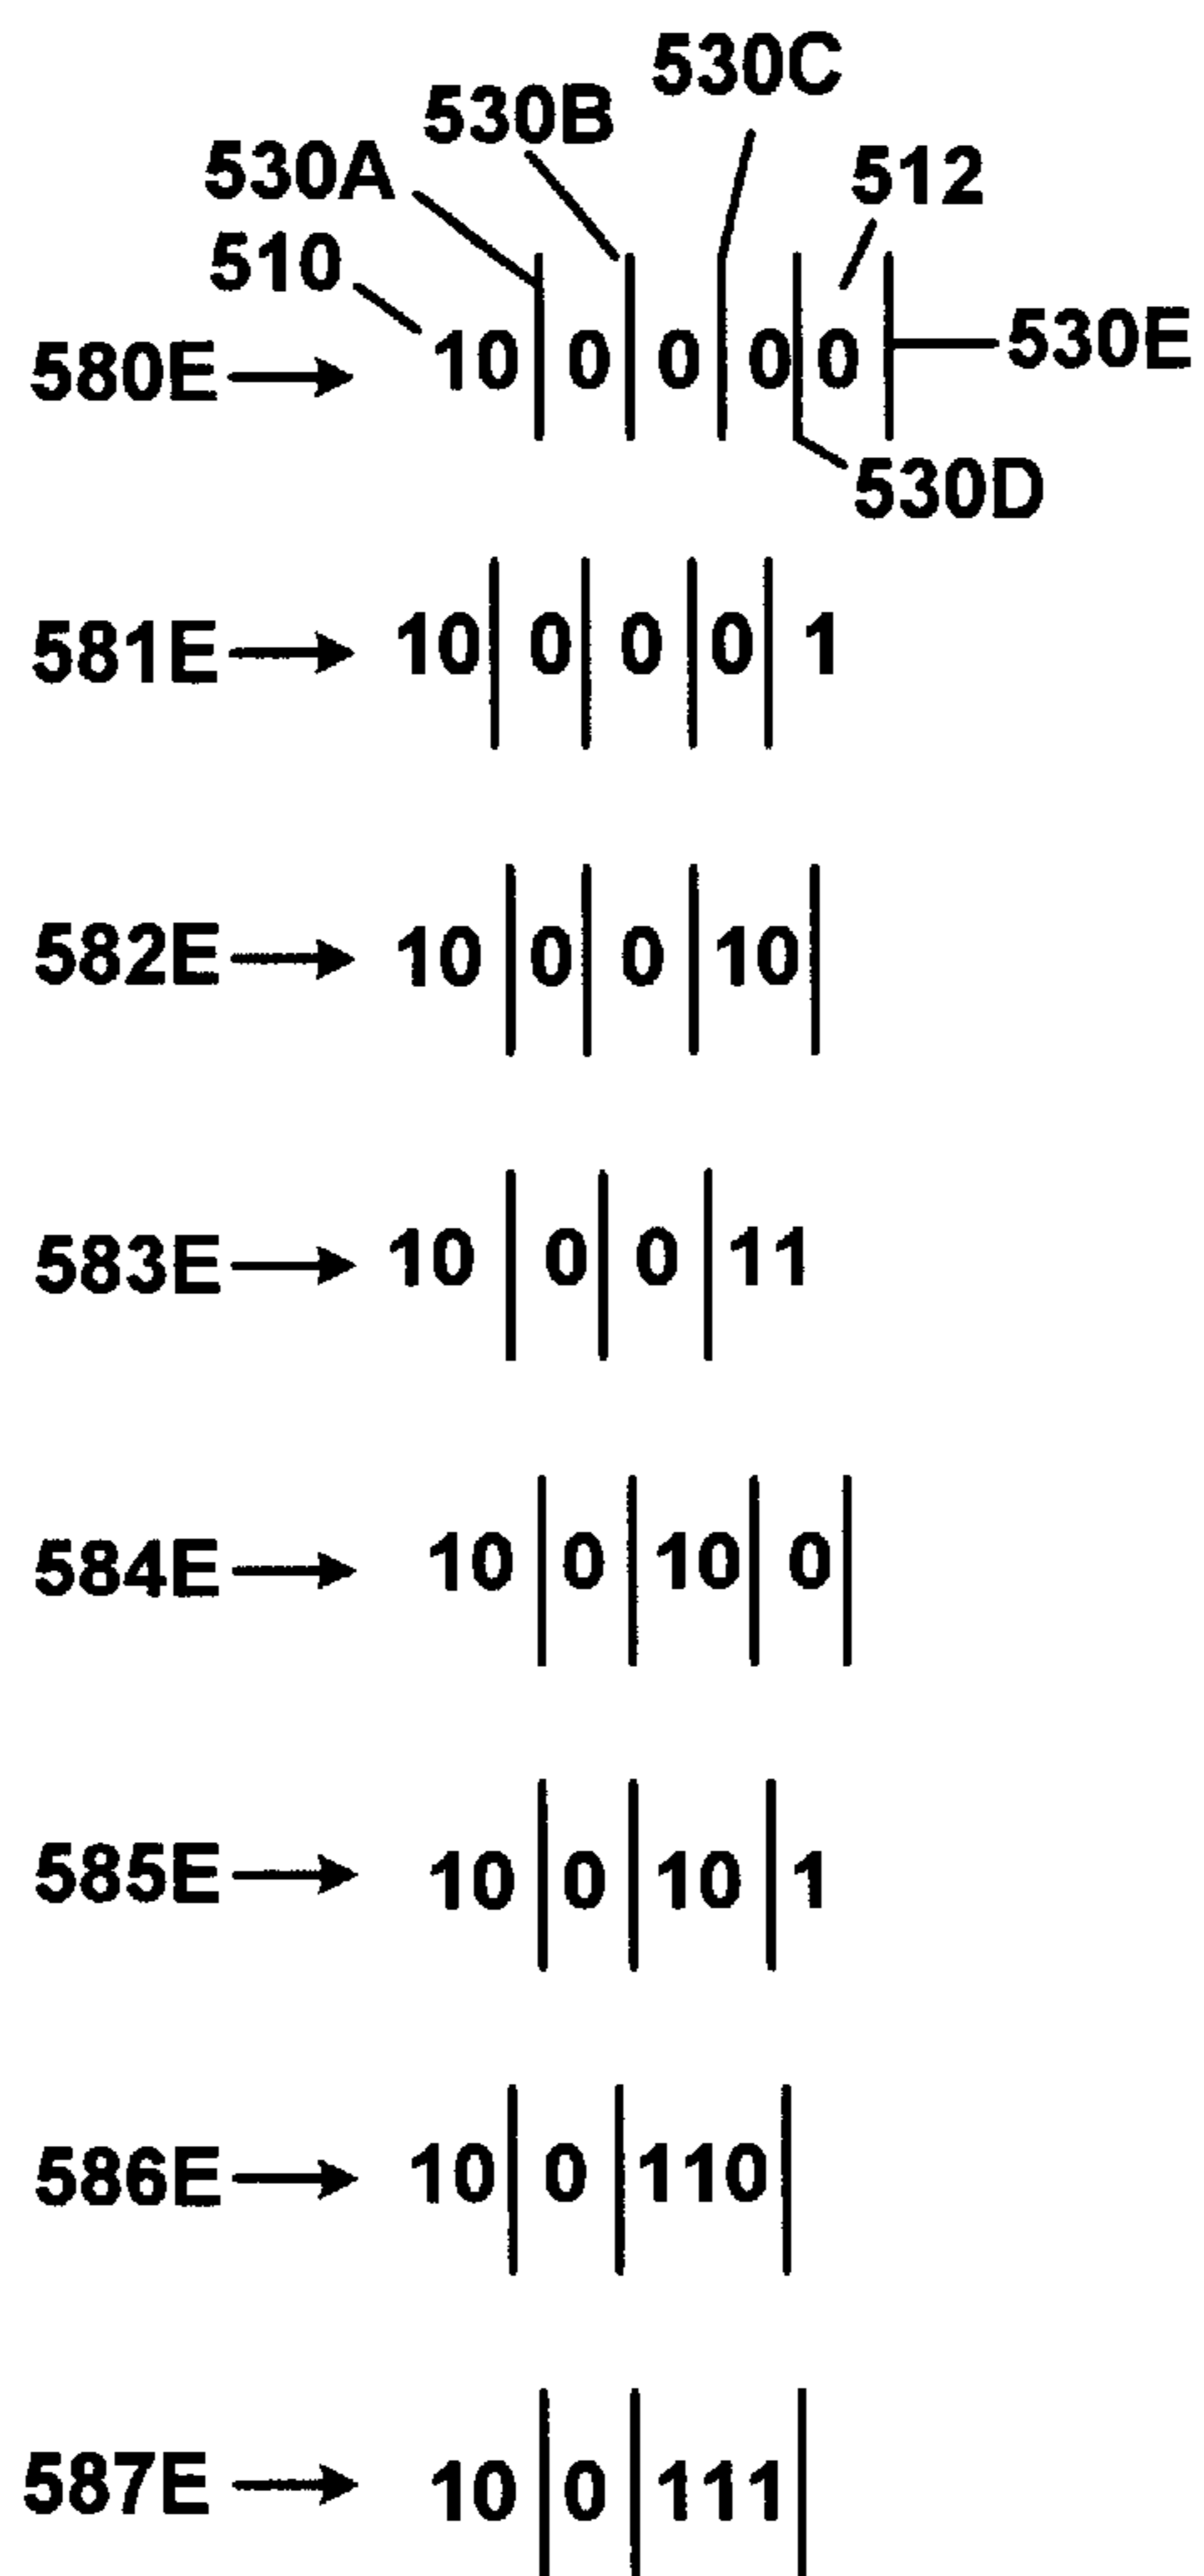 530C
530B
512
530A
510
580E → 10 | 0 | 0 | 0 | 0 | 530E
530D
581E → 10 | 0 | 0 | 0 | 1
582E → 10 | 0 | 0 | 10 |
583E → 10 | 0 | 0 | 11
584E → 10 | 0 | 10 | 0 |
585E → 10 | 0 | 10 | 1
586E → 10 | 0 | 110 |
587E → 10 | 0 | 111 |